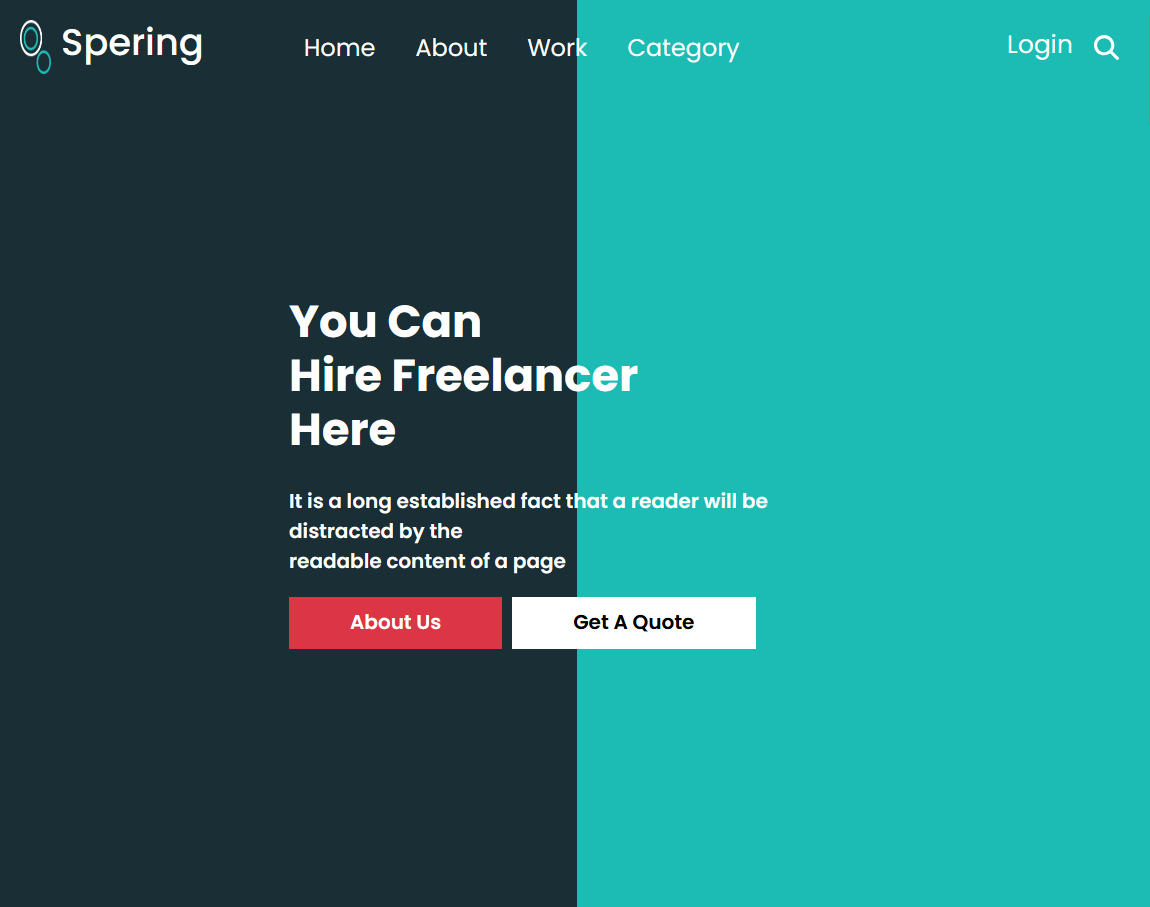 Spering
Home About Work Category
Login
You Can
Hire Freelancer
Here
It is a long established fact that a reader will be
distracted by the
readable content of a page
About Us
Get A Quote